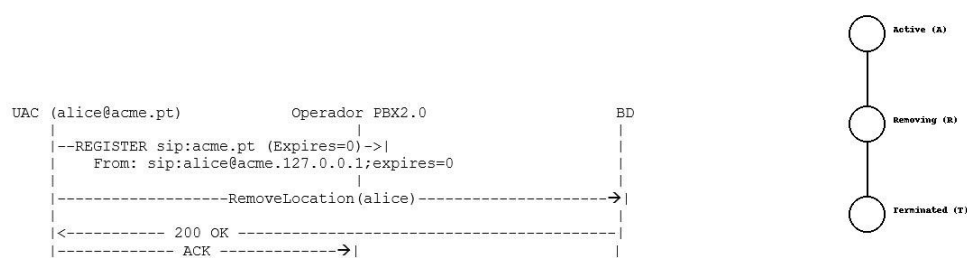 Active (A)
UAC (alice@acme.pt) Operador PBX2.0 BD
Removing (R)
--REGISTER sip:acme.pt (Expires=0)->
From: sip:alice@acme.127.0.0.1;expires=0
RemoveLocation(alice)
200 OK
Terminated (T)
ACK